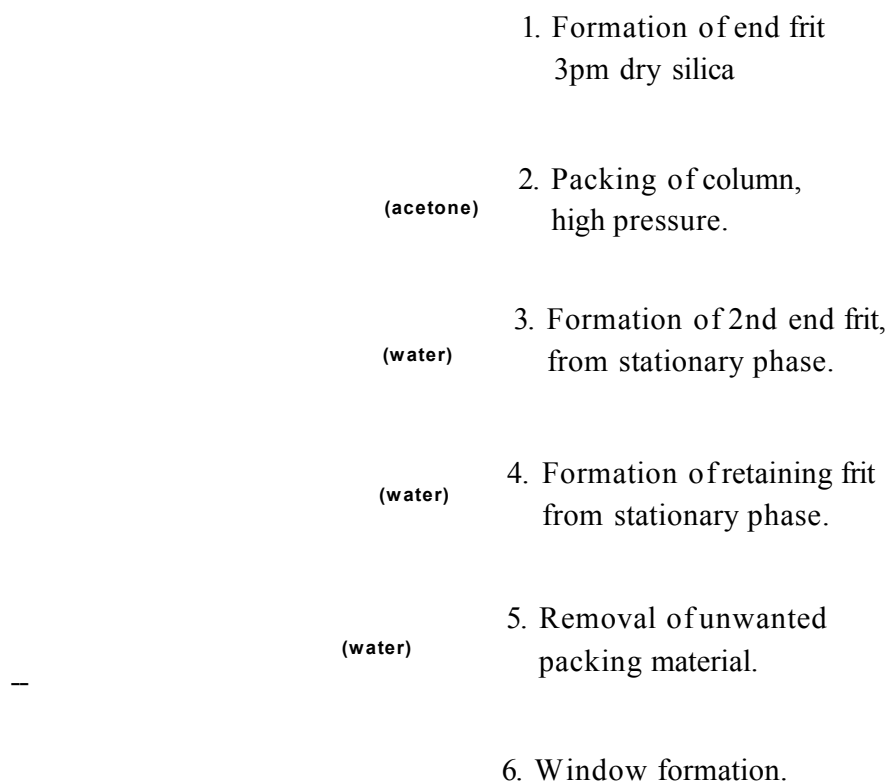 1. Formation of end frit
3pm dry silica
(acetone)
2. Packing of column,
high pressure.
(water)
3. Formation of 2nd end frit,
from stationary phase.
(water)
4. Formation of retaining frit
from stationary phase.
(water)
5. Removal of unwanted
packing material.
6. Window formation.